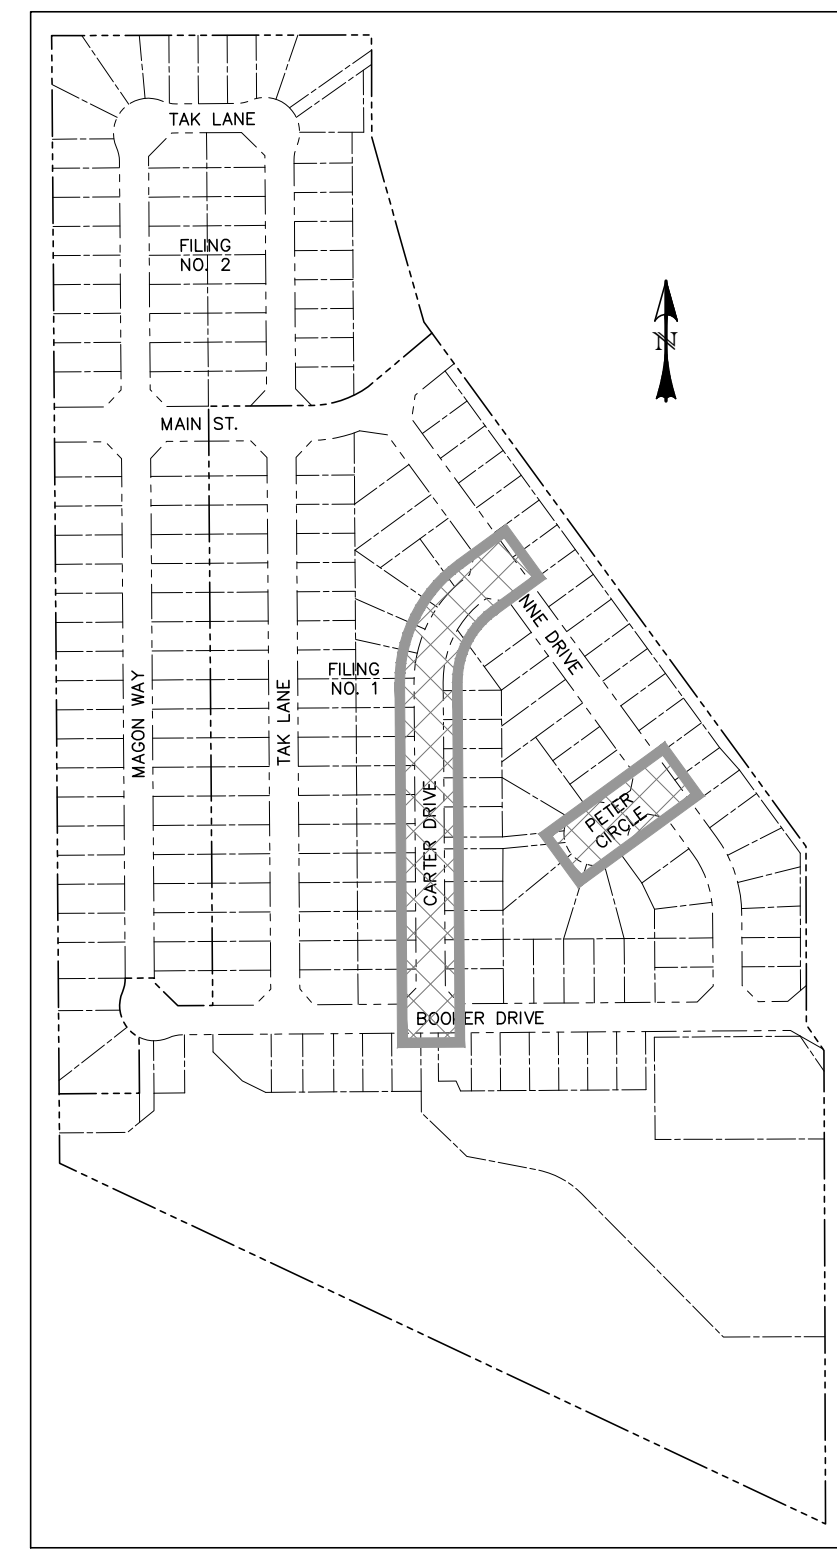 TAK LANE
FILING
NO. 2
N
MAIN ST.
NNE DRIVE
FILING
NO. 1
MAGON WAY
TAK LANE
CARTER DRIVE
PETER
CIRCLE
BOOKER DRIVE